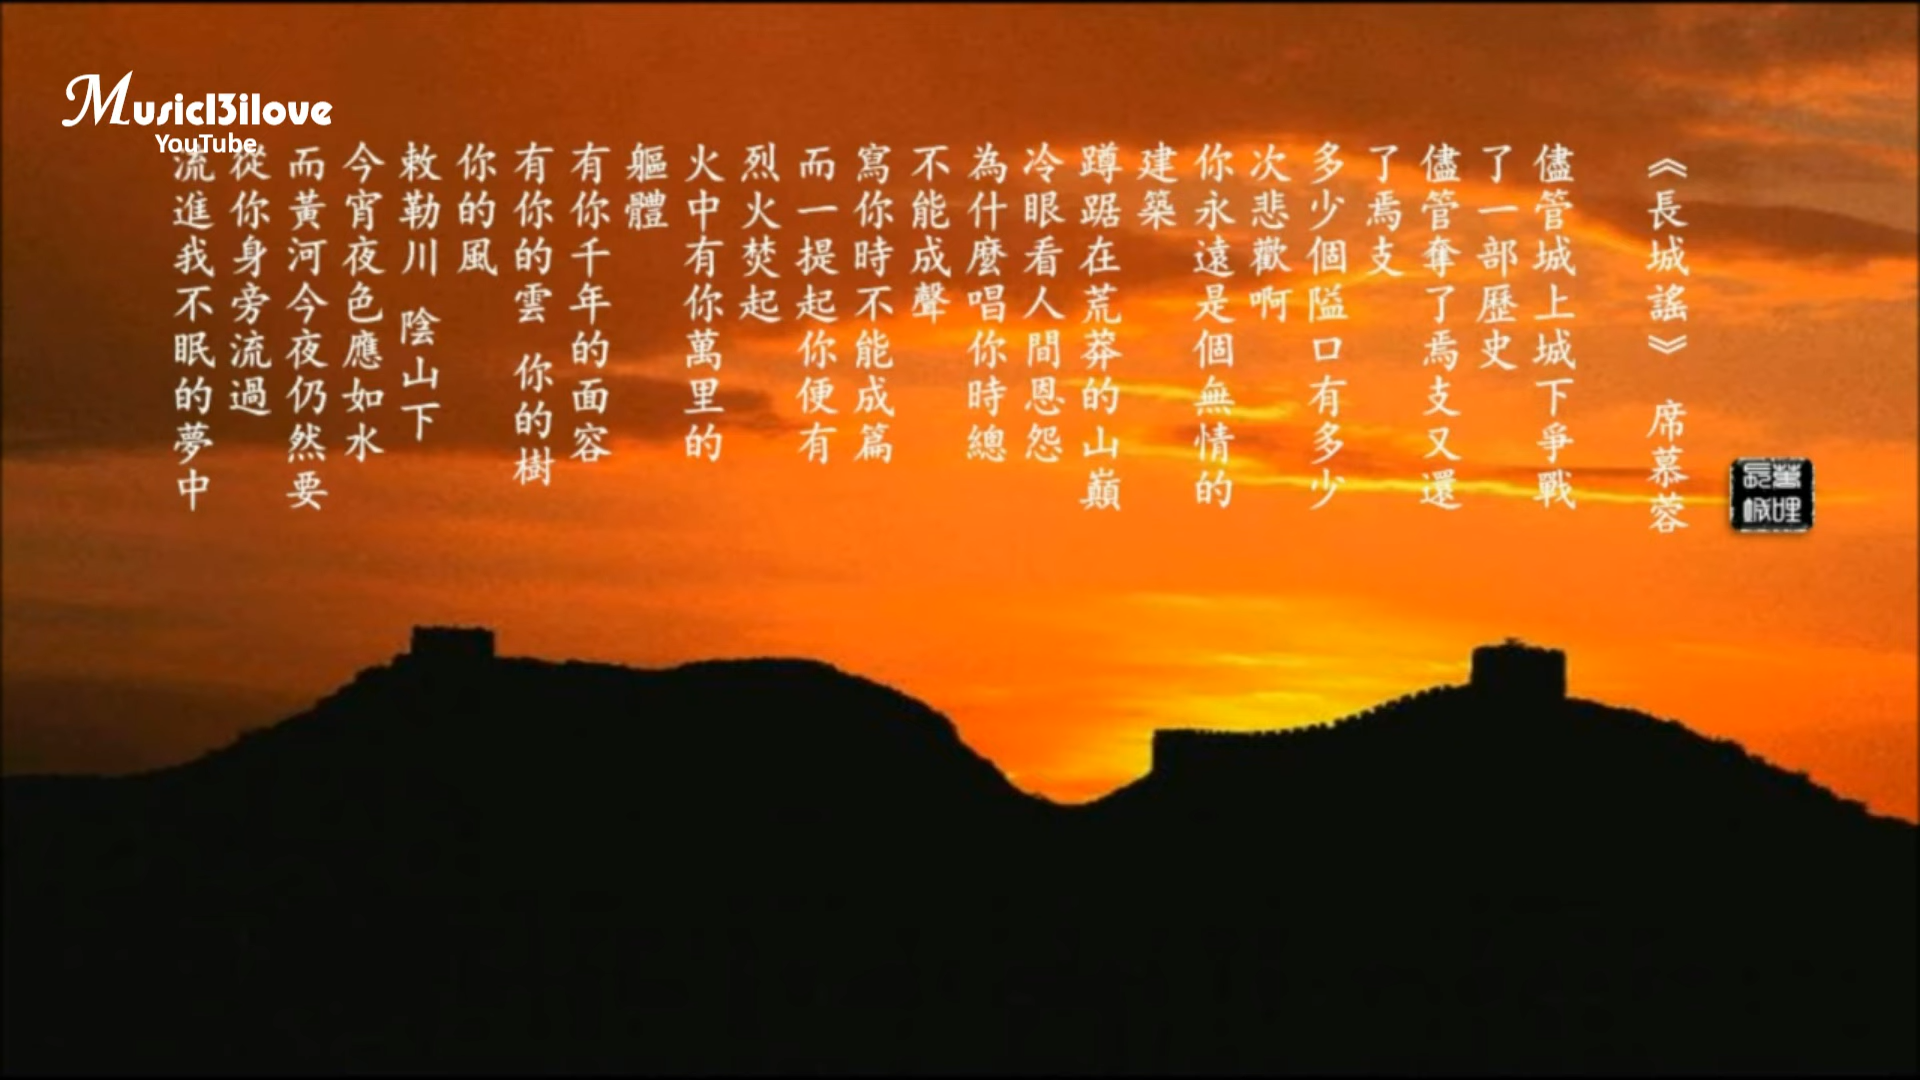 Musicl3ilove
YouTube
《長城謠》 席慕蓉
儘管城上城下爭戰
了一部歷史
儘管奪了焉支又還
了焉支
多少個隘口有多少
次悲歡啊
你永遠是個無情的
建築
蹲踞在荒莽的山巔
冷眼看人間恩怨
為什麼唱你時總
不能成聲
寫你時不能成篇
而一提起你便有
烈火焚起
火中有你萬里的
軀體
有你千年的面容
有你的雲 你的樹
你的風
敕勒川 陰山下
今宵夜色應如水
而黃河今夜仍然要
從你身旁流過
流進我不眠的夢中